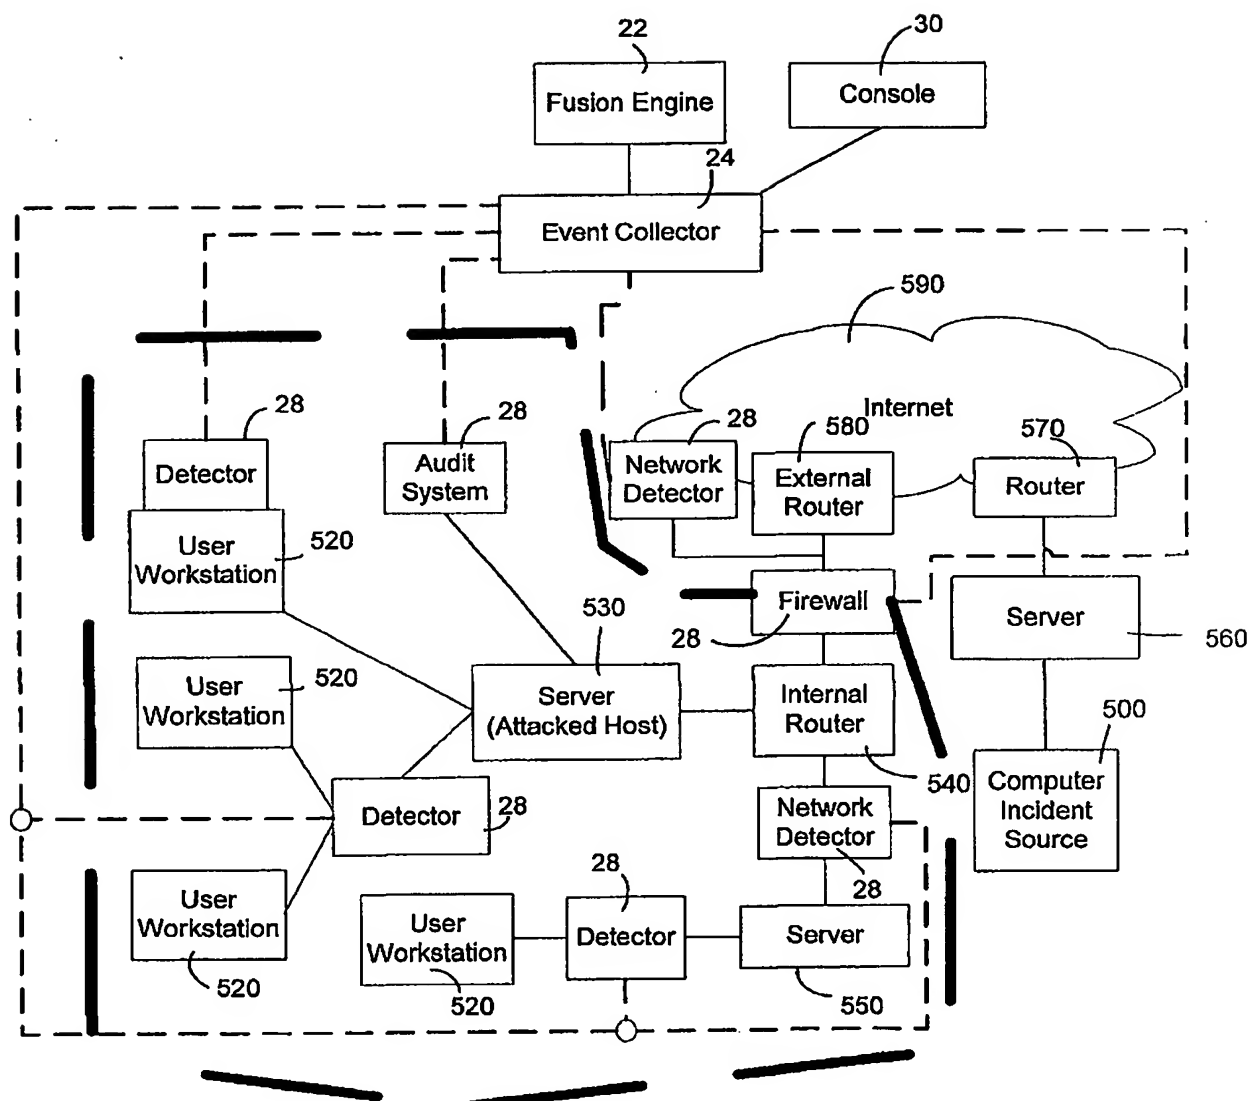 22
30
Fusion Engine
Console
24
Event Collector
590
Internet
28
28
28
580
570
Detector
Audit
System
Network
Detector
External
Router
Router
User
Workstation
520
Firewall
28
530
Server
560
User
Workstation
520
Server
(Attacked Host)
Internal
Router
540
500
Computer
Incident
Source
Detector
28
Network
Detector
28
User
Workstation
520
User
Workstation
520
28
Detector
Server
550